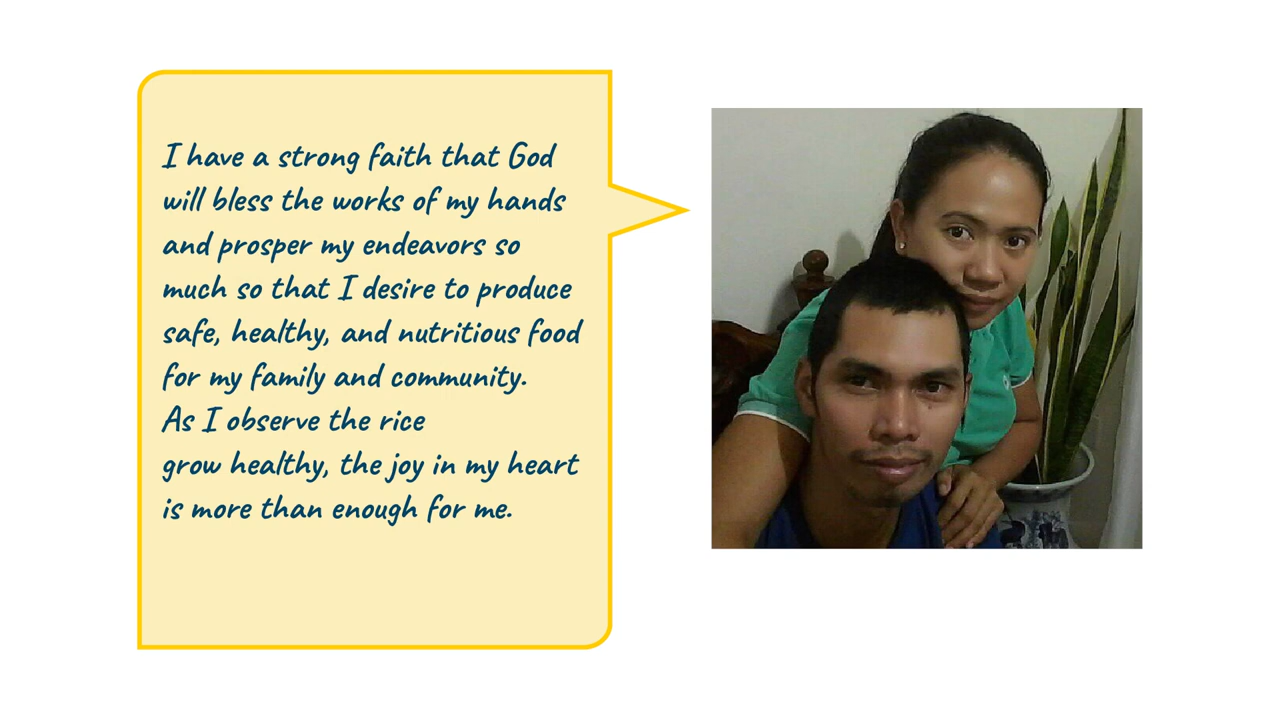 I have a strong faith that God
will bless the works of my hands
and prosper my endeavors so
much so that I desire to produce
safe, healthy, and nutritious food
for my family and community.
As I observe the rice
grow healthy, the joy in my heart
is more than enough for me.